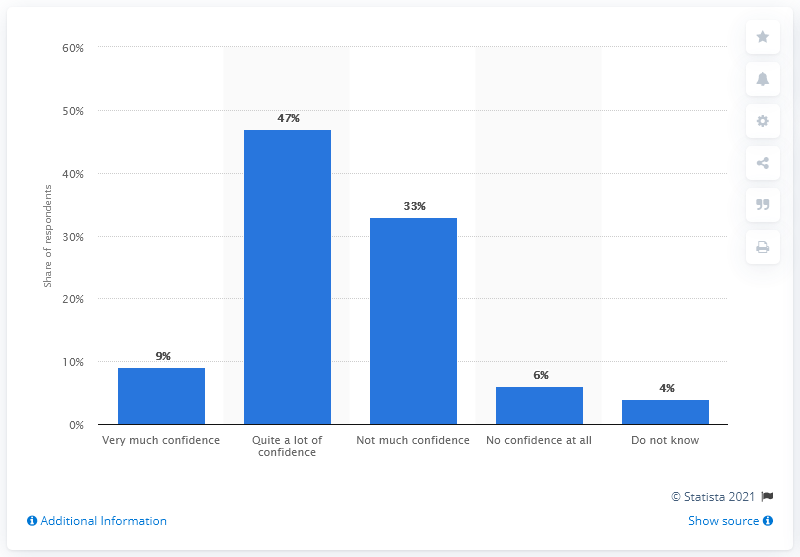 60%
50%
40%
30%
20%
10%
0%
Share of respondents
9%
47%
33%
6%
4%
Very much confidence
Quite a lot of
confidence
Not much confidence
No confidence at all
Do not know
© Statista 2021
Additional Information
Show source